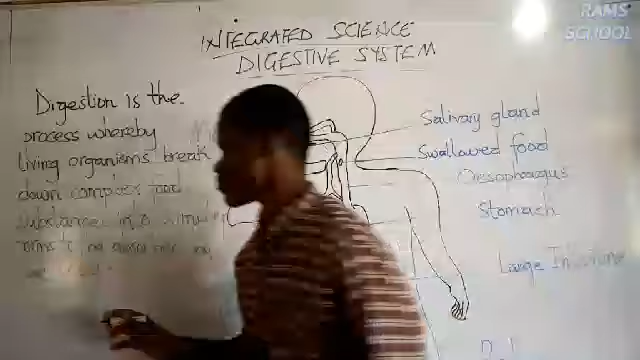 RAMS
SCHOOL
INTEGRATED SCIENCE
DIGESTIVE SYSTEM
Digestion is the
process whereby
living organisms break
down complex food
substances into
Salivary gland
Swallowed food
Oesophagus
Stomach
Large Intestine